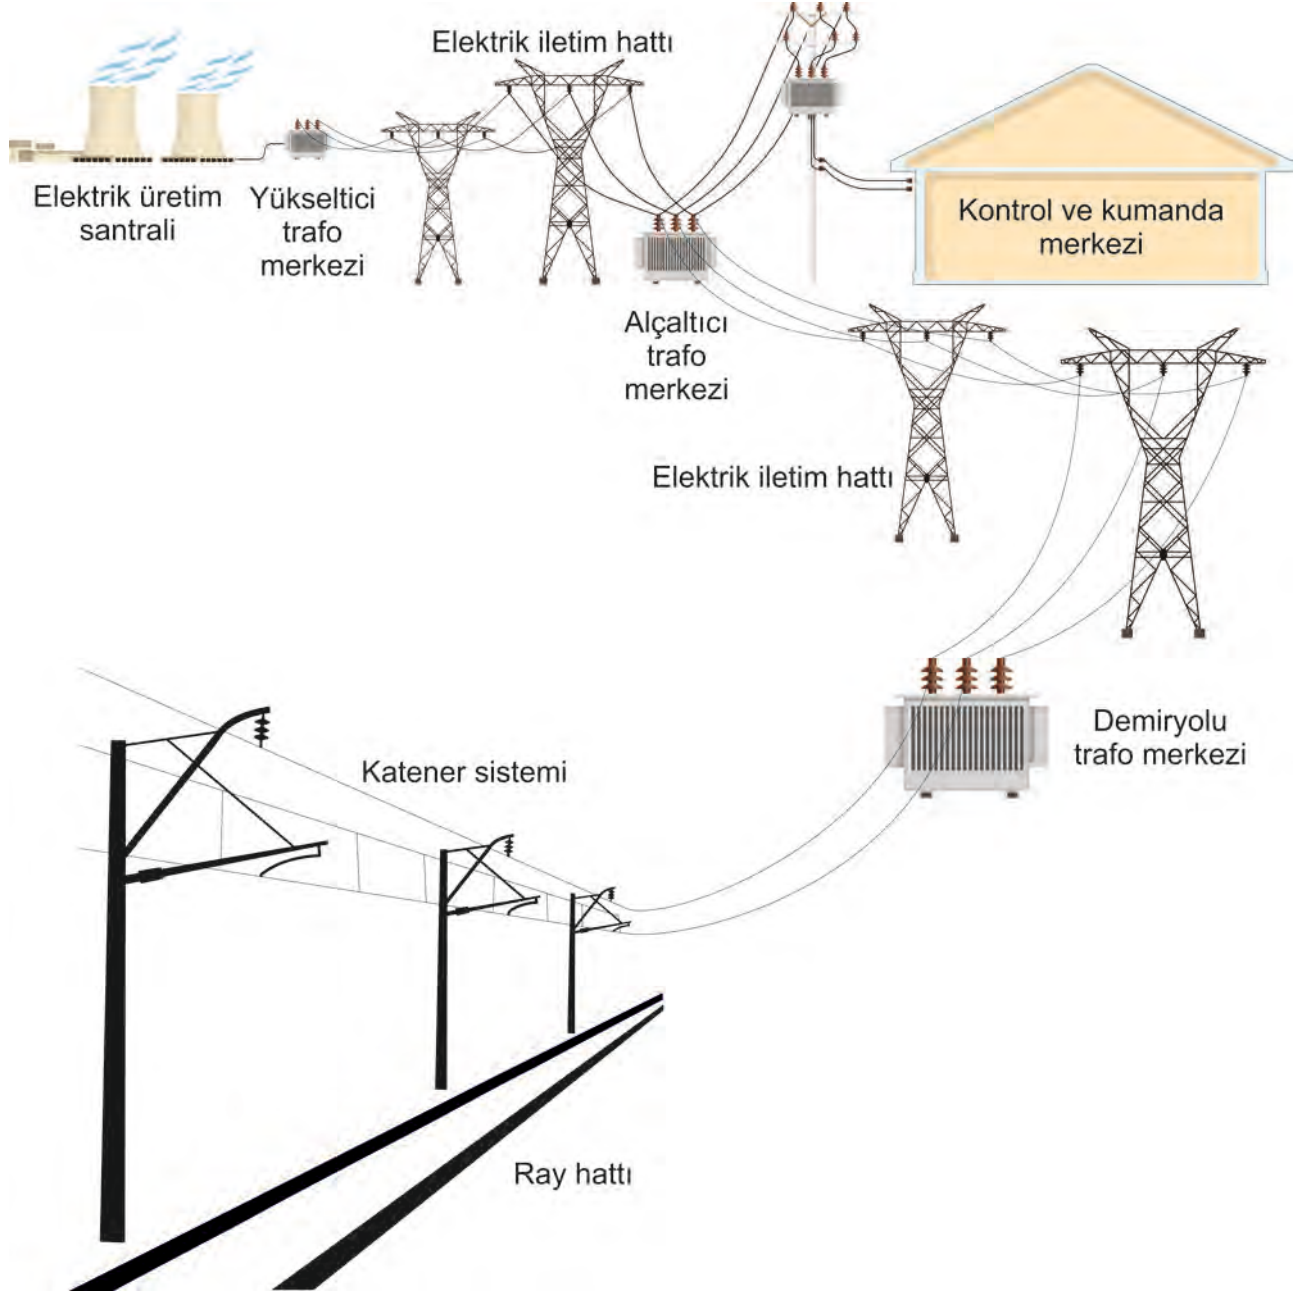 Elektrik iletim hattı
Elektrik üretim
santrali
Yükseltici
trafo
merkezi
Kontrol ve kumanda
merkezi
Alçaltıcı
trafo
merkezi
Elektrik iletim hattı
Demiryolu
trafo merkezi
Katener sistemi
Ray hattı